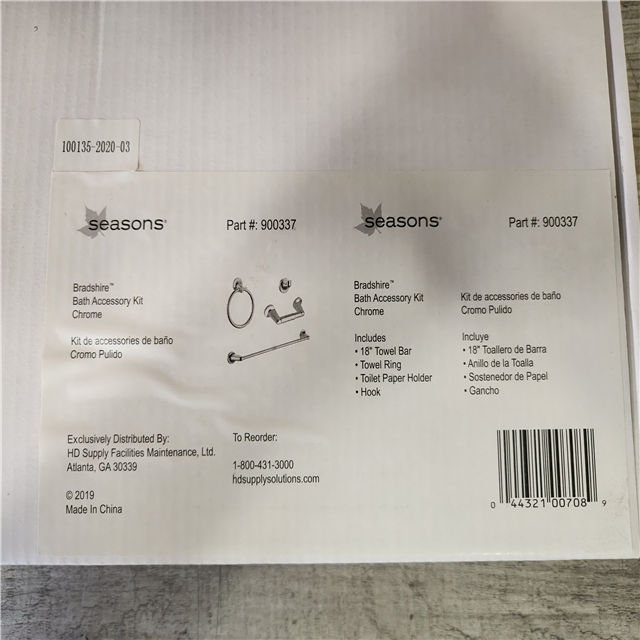 100135-2020-03
seasons®
Part #: 900337
Bradshire™
Bath Accessory Kit
Chrome
Kit de accessories de baño
Cromo Pulido
Exclusively Distributed By:
HD Supply Facilities Maintenance, Ltd.
Atlanta, GA 30339
© 2019
Made In China
To Reorder:
1-800-431-3000
hdsupplysolutions.com
seasons®
Part #: 900337
Bradshire™
Bath Accessory Kit
Chrome
Includes
• 18" Towel Bar
• Towel Ring
• Toilet Paper Holder
• Hook
Kit de accessories de baño
Cromo Pulido
Incluye
• 18" Toallero de Barra
• Anillo de la Toalla
• Sostenedor de Papel
• Gancho
0 44321 00708 9